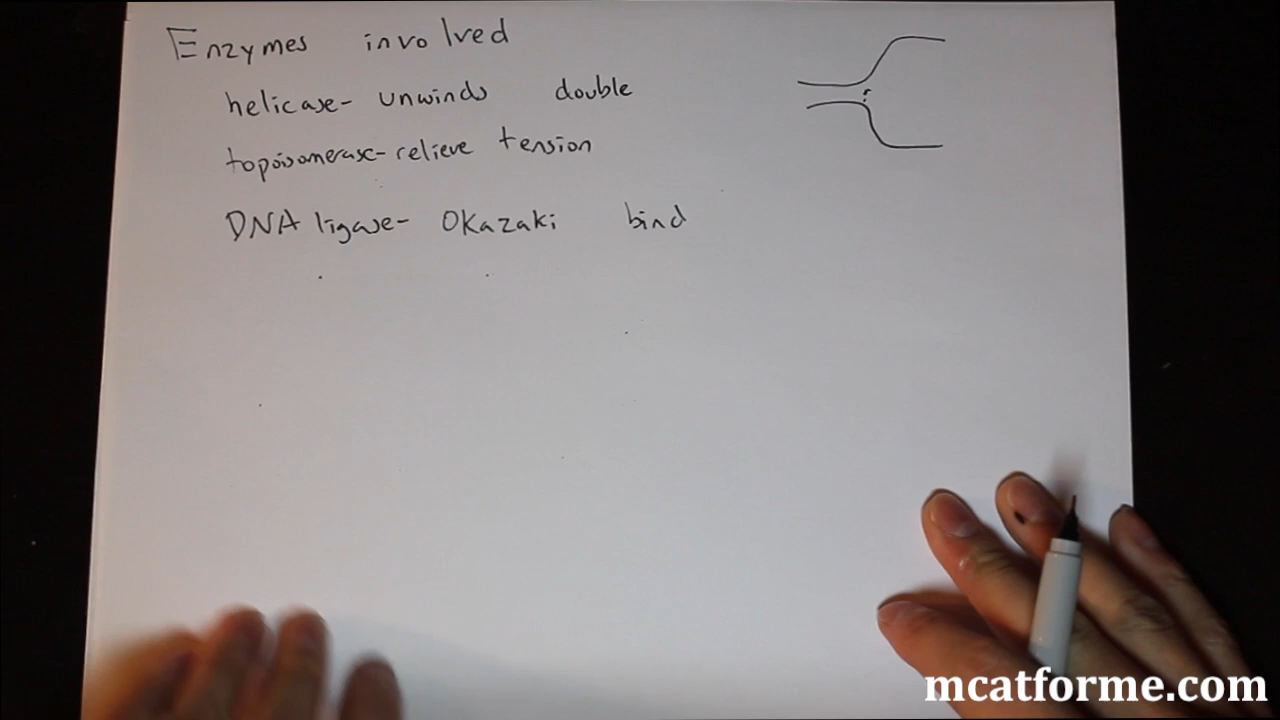 Enzymes involved
helicase- unwinds double
topoisomerase- relieve tension
DNA ligase- Okazaki bind
mcatforme.com